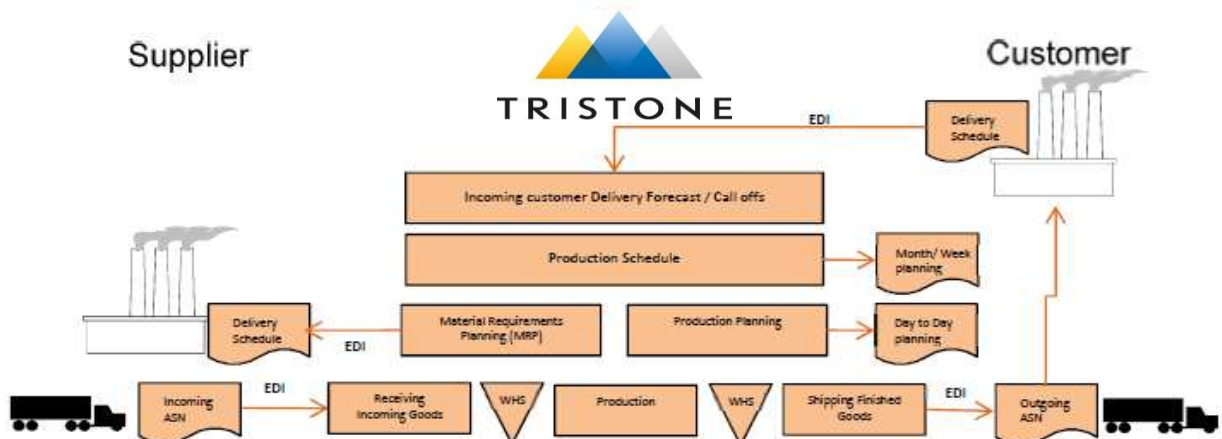 Supplier
TRISTONE
Customer
EDI
Delivery
Schedule
Incoming customer Delivery Forecast / Call offs
Production Schedule
Month/ Week
planning
Delivery
Schedule
EDI
Material Requirements
Planning (MRP)
Production Planning
Day to Day
planning
Incoming
ASN
EDI
Receiving
Incoming Goods
WHS
Production
WHS
Shipping Finished
Goods
EDI
Outgoing
ASN